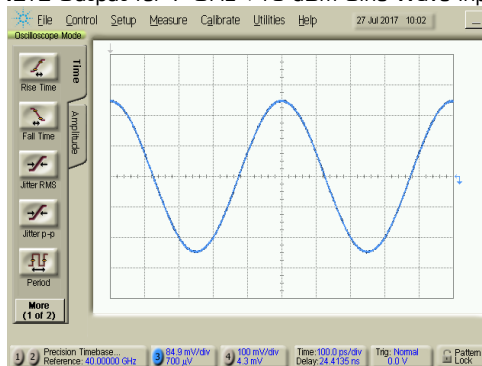 File Control Setup Measure Calibrate Utilities Help 27 Jul 2017 10:02
Oscilloscope Mode
Time
Amplitude
Rise Time
Fall Time
Jitter RMS
Jitter p-p
Period
More
(1 of 2)
1 2 Precision Timebase... 3 84.9 mV/div 4 100 mV/div Time:100.0 ps/div Trig: Normal Pattern
Reference: 40.00000 GHz 700 µV 4.3 mV Delay:24.4135 ns 0.0 V Lock